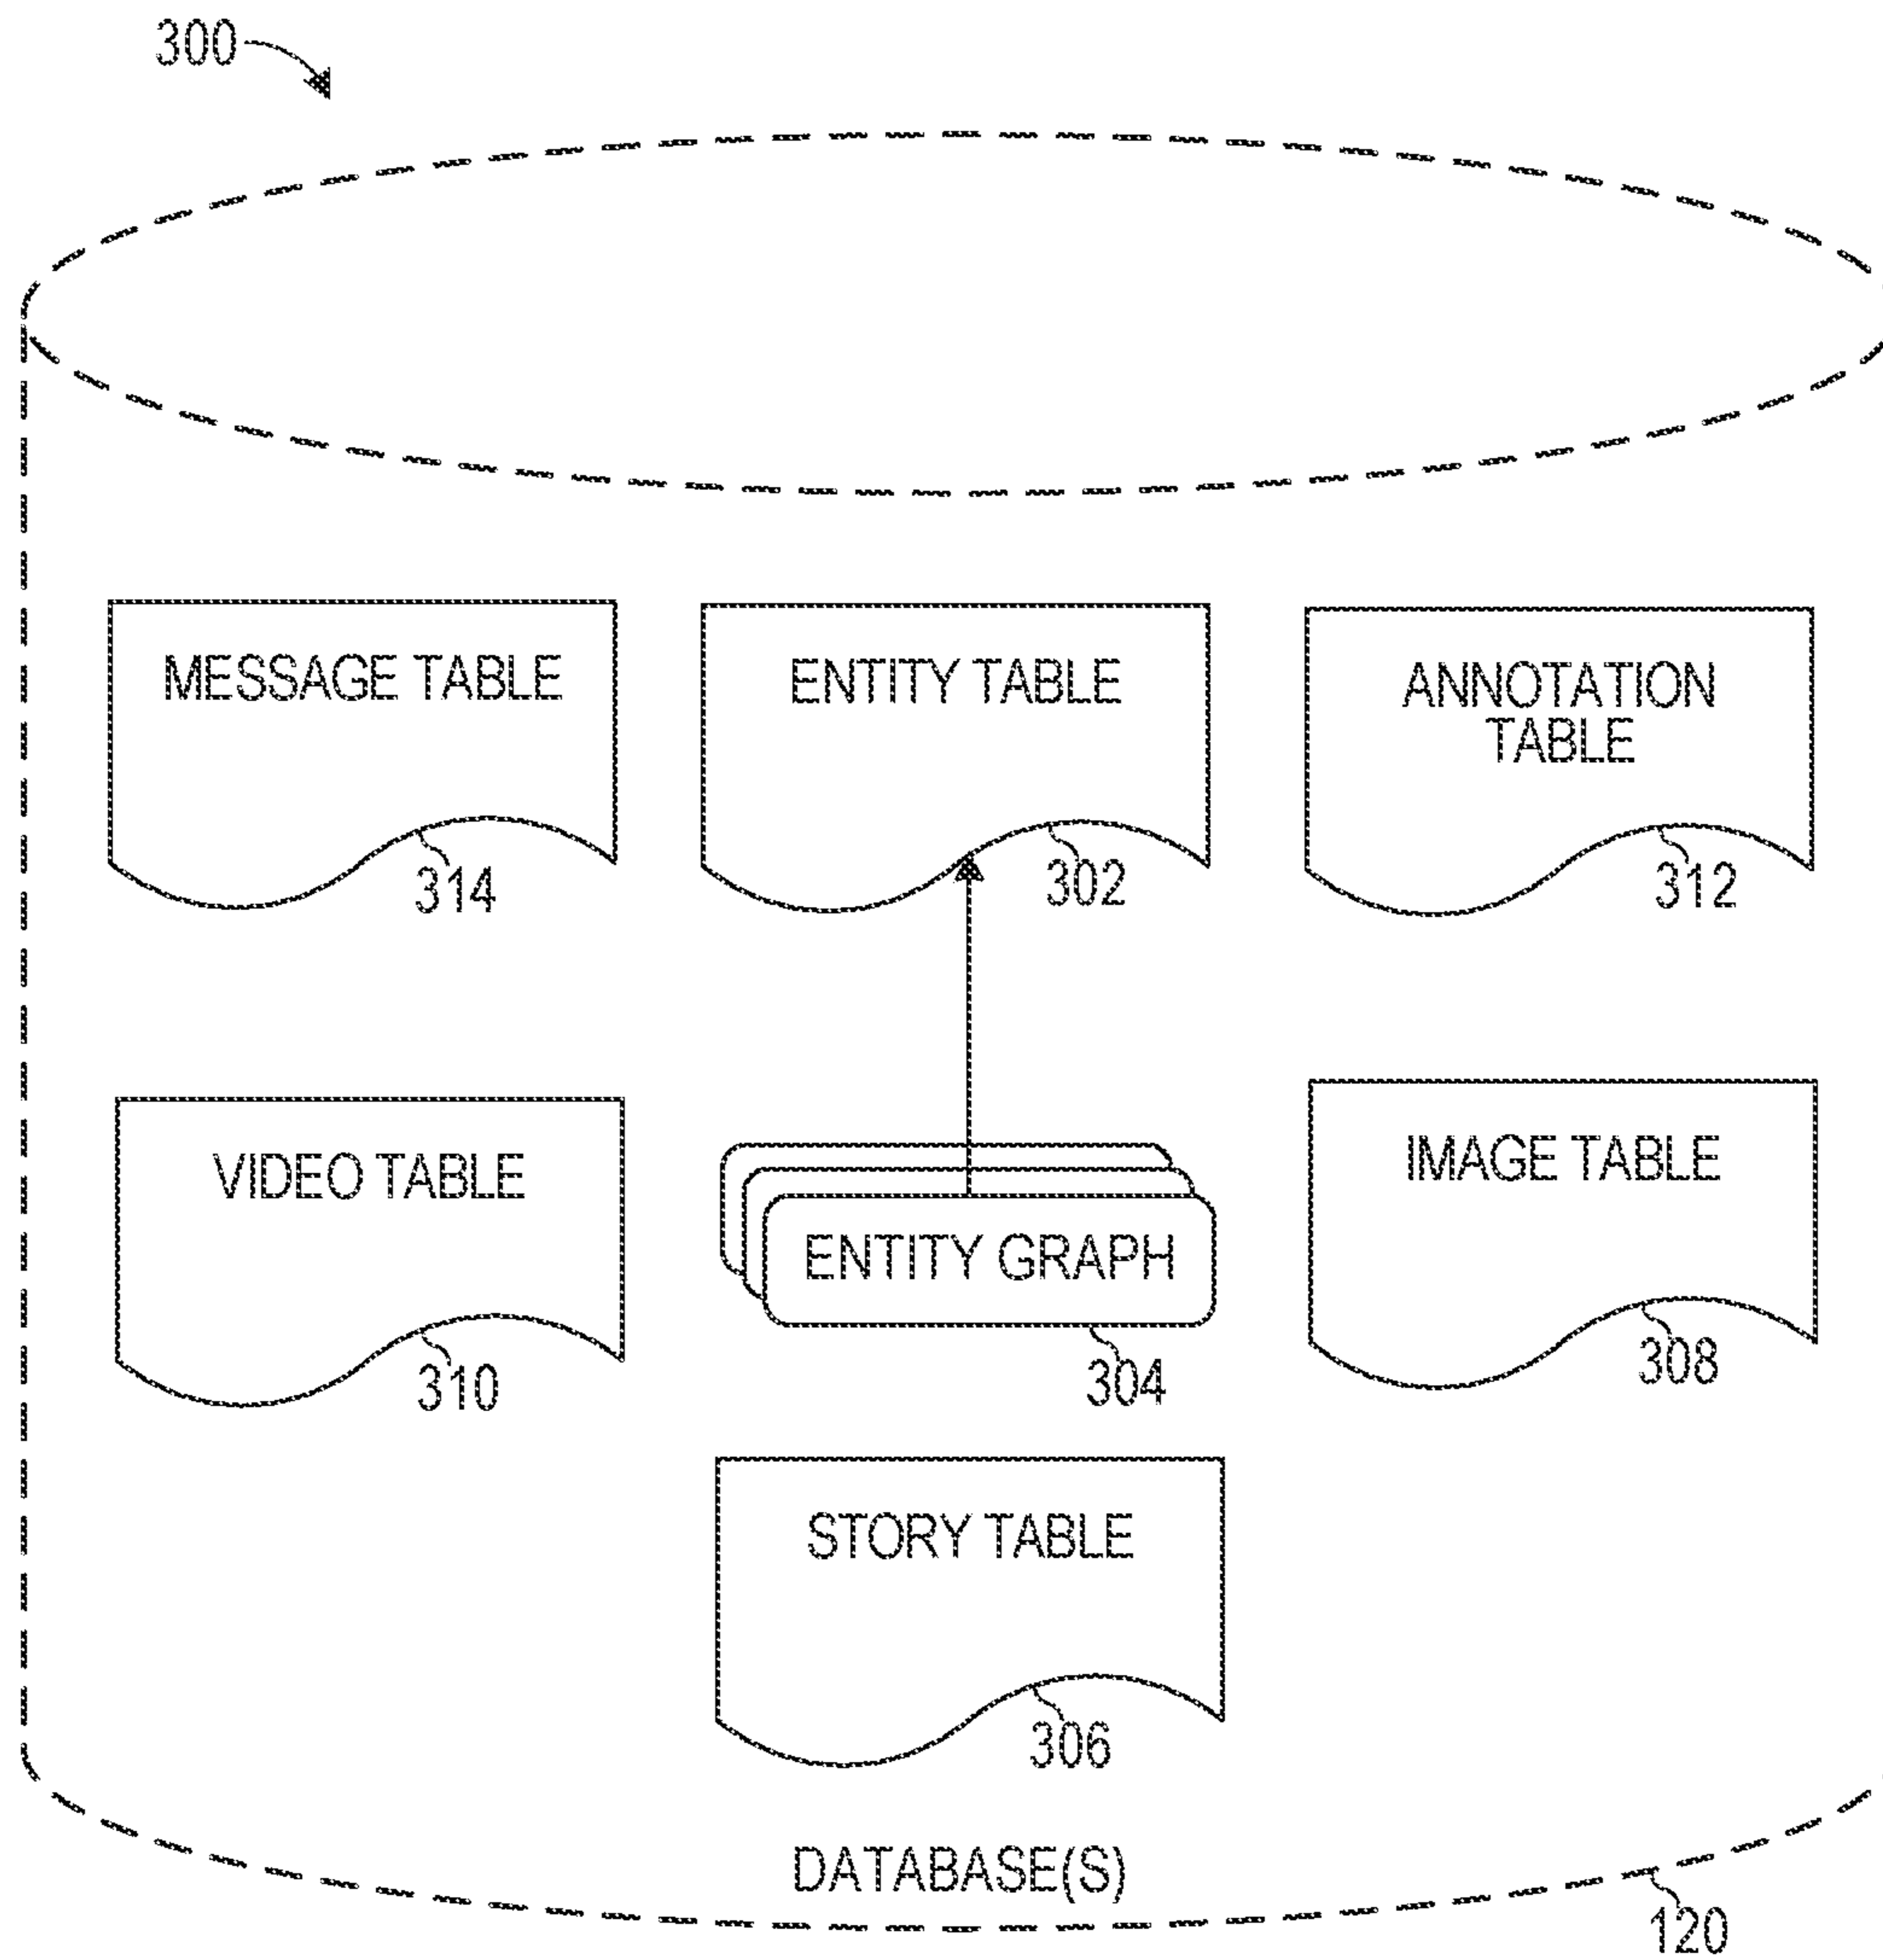 300
MESSAGE TABLE
314
ENTITY TABLE
302
ANNOTATION
TABLE
312
VIDEO TABLE
310
ENTITY GRAPH
304
IMAGE TABLE
308
STORY TABLE
306
DATABASE(S)
120